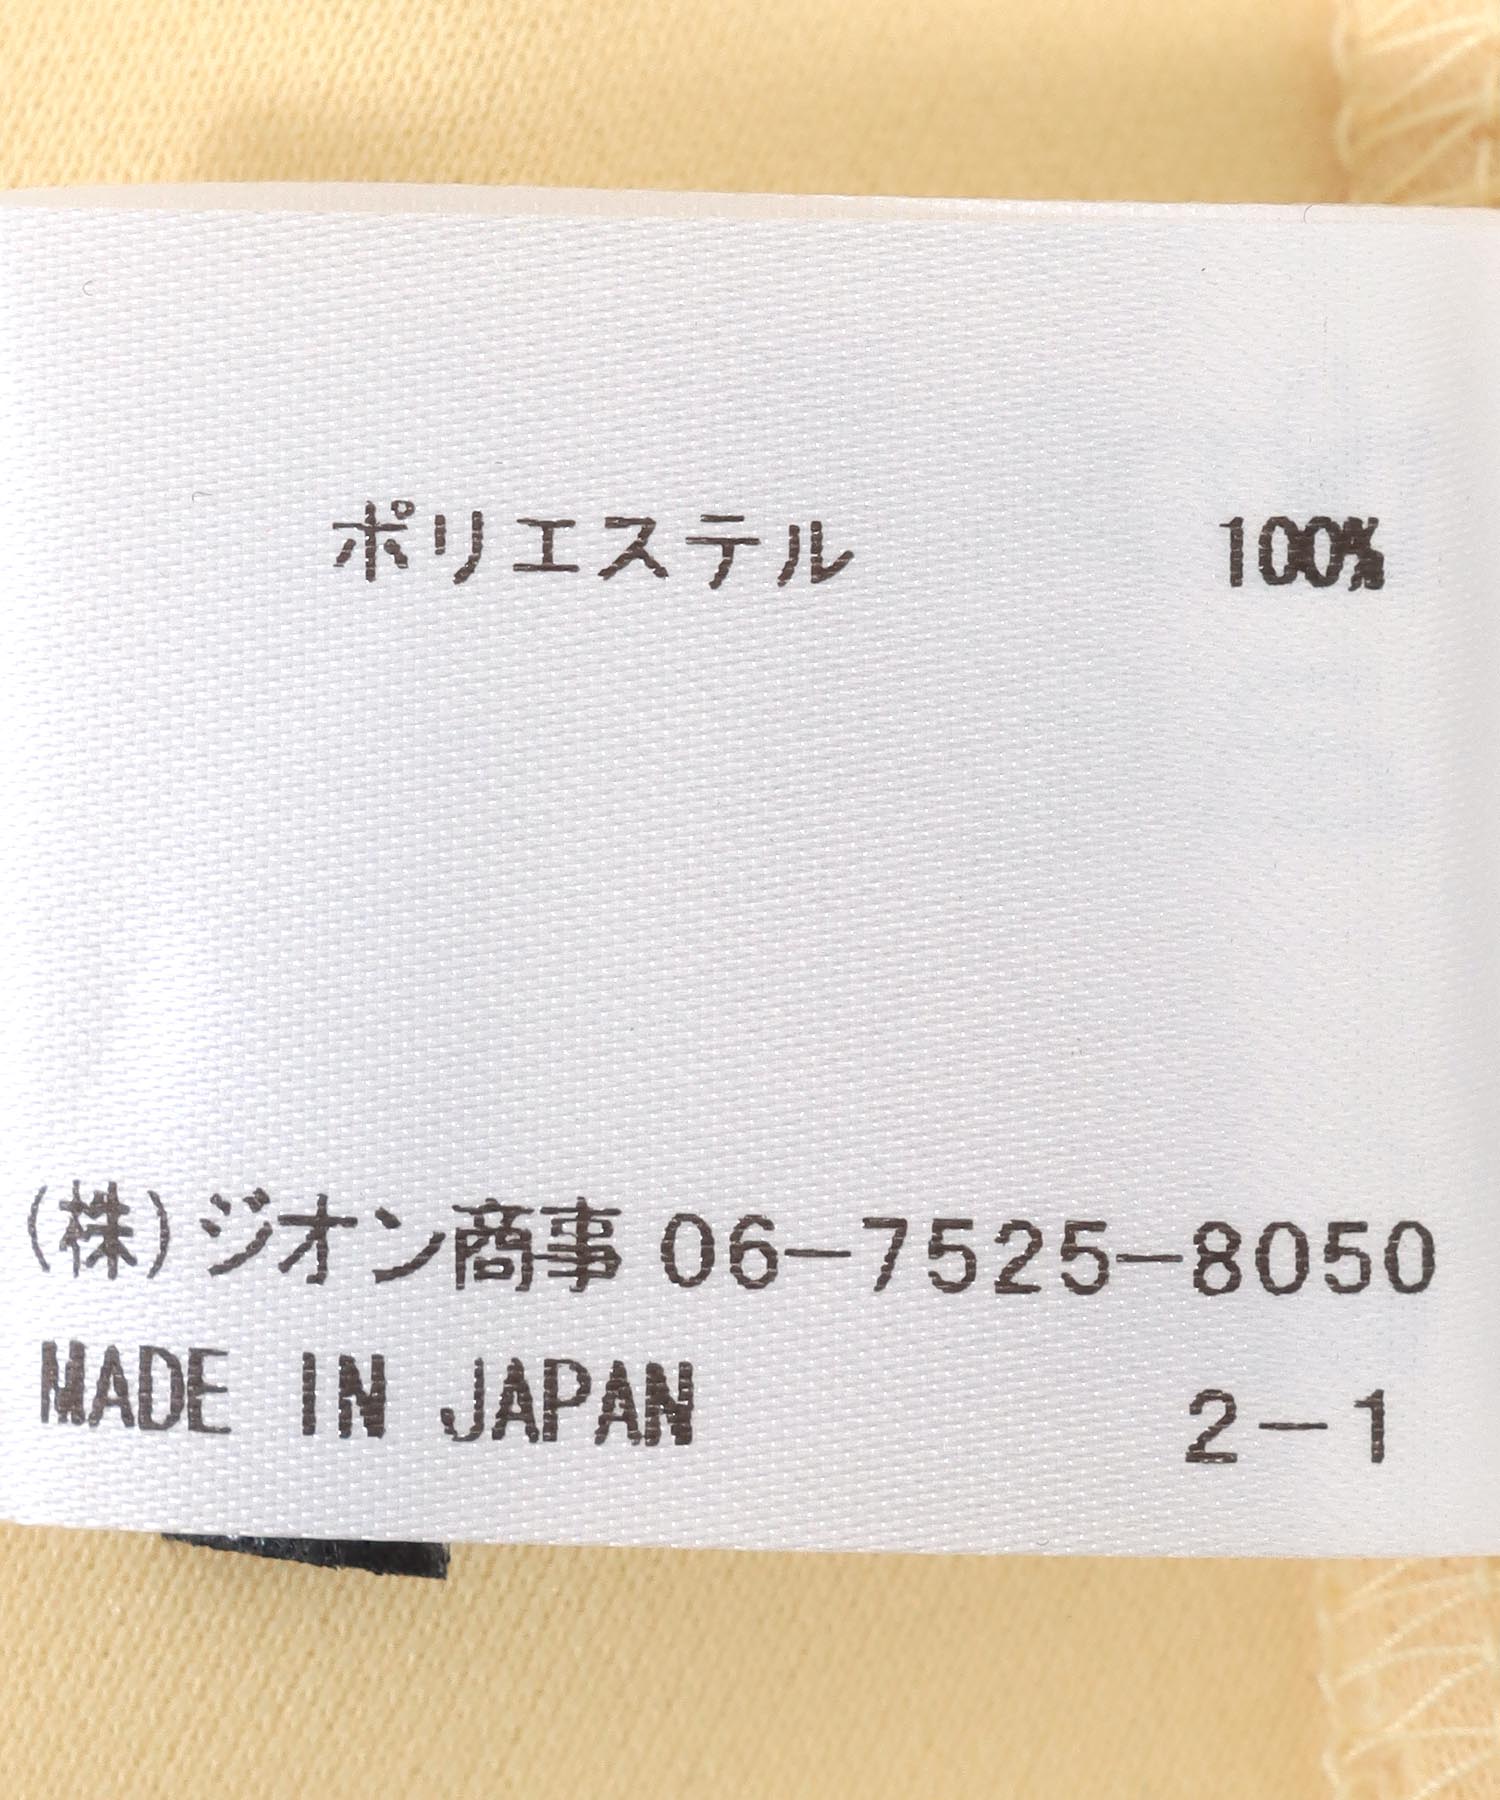 ポリエステル 100%
(株)ジオン商事 06-7525-8050
MADE IN JAPAN 2-1